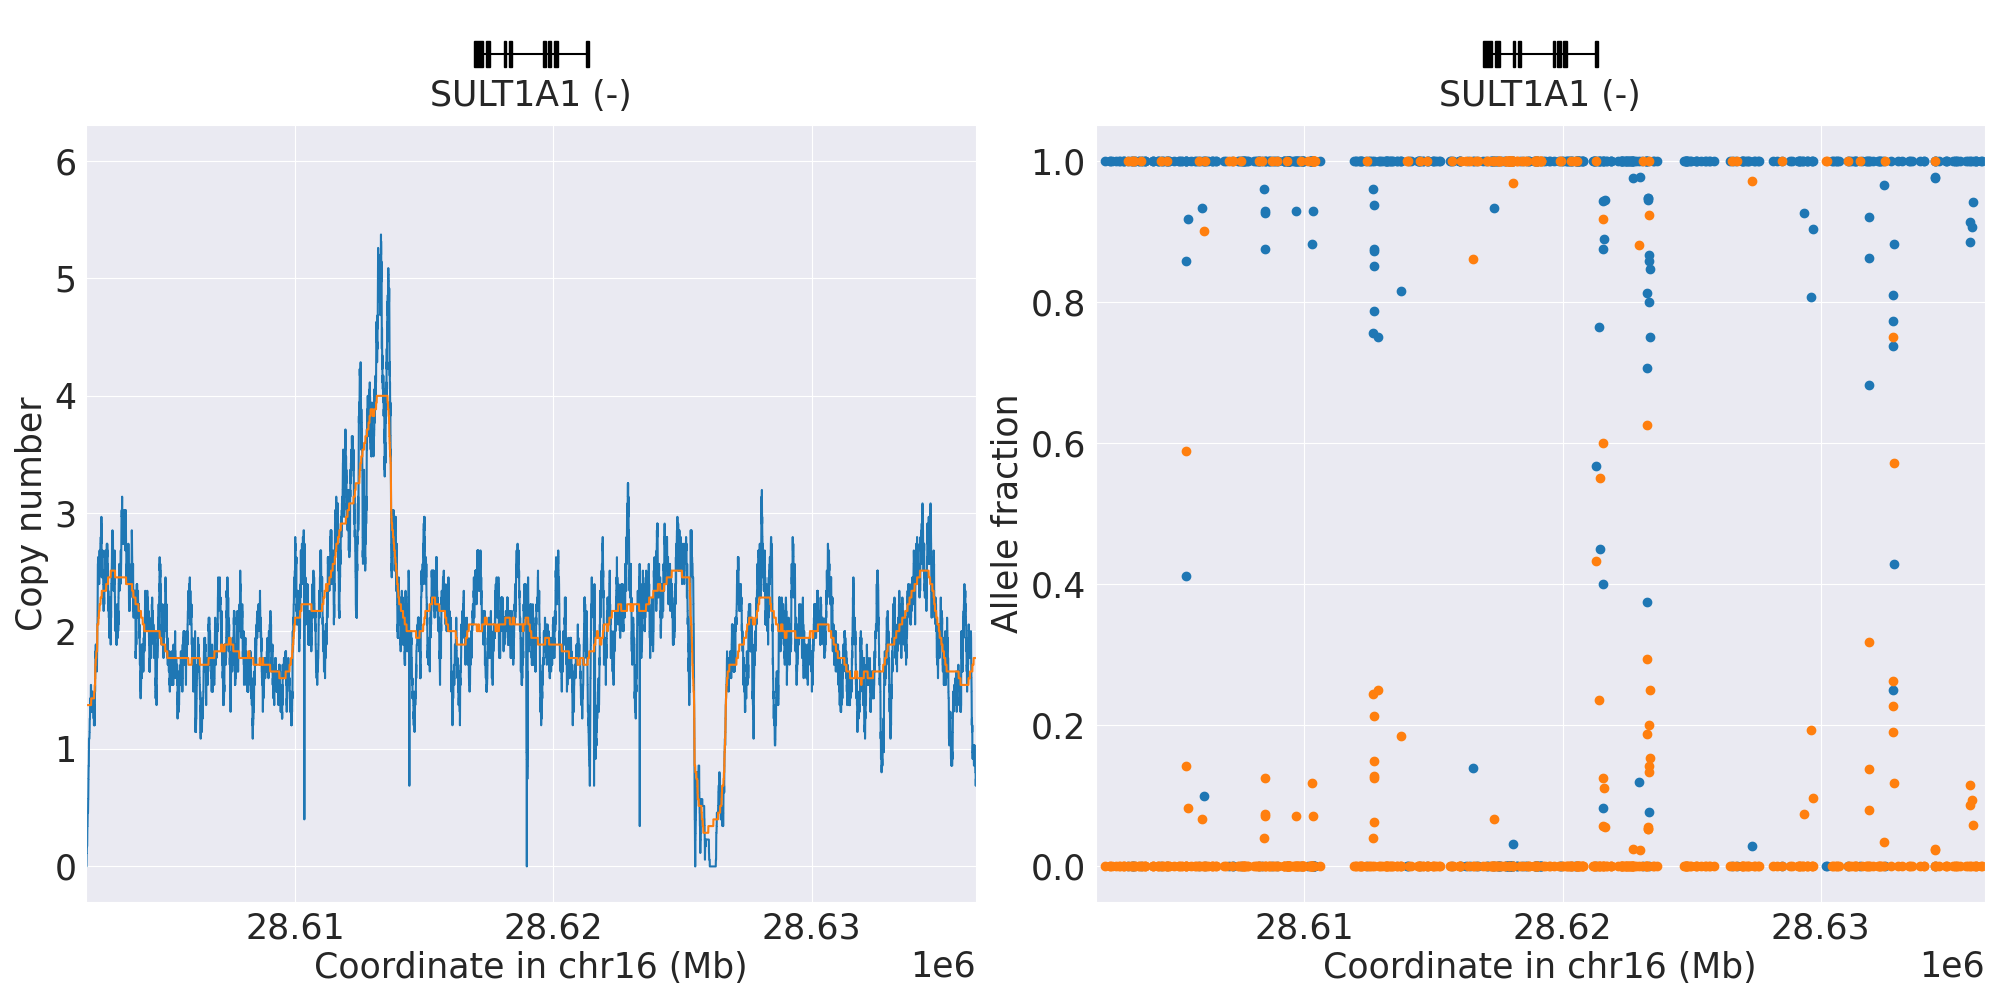 SULT1A1 (-)
Copy number
6
5
4
3
2
1
0
28.61
28.62
28.63
Coordinate in chr16 (Mb)
1e6
SULT1A1 (-)
Allele fraction
1.0
0.8
0.6
0.4
0.2
0.0
28.61
28.62
28.63
Coordinate in chr16 (Mb)
1e6